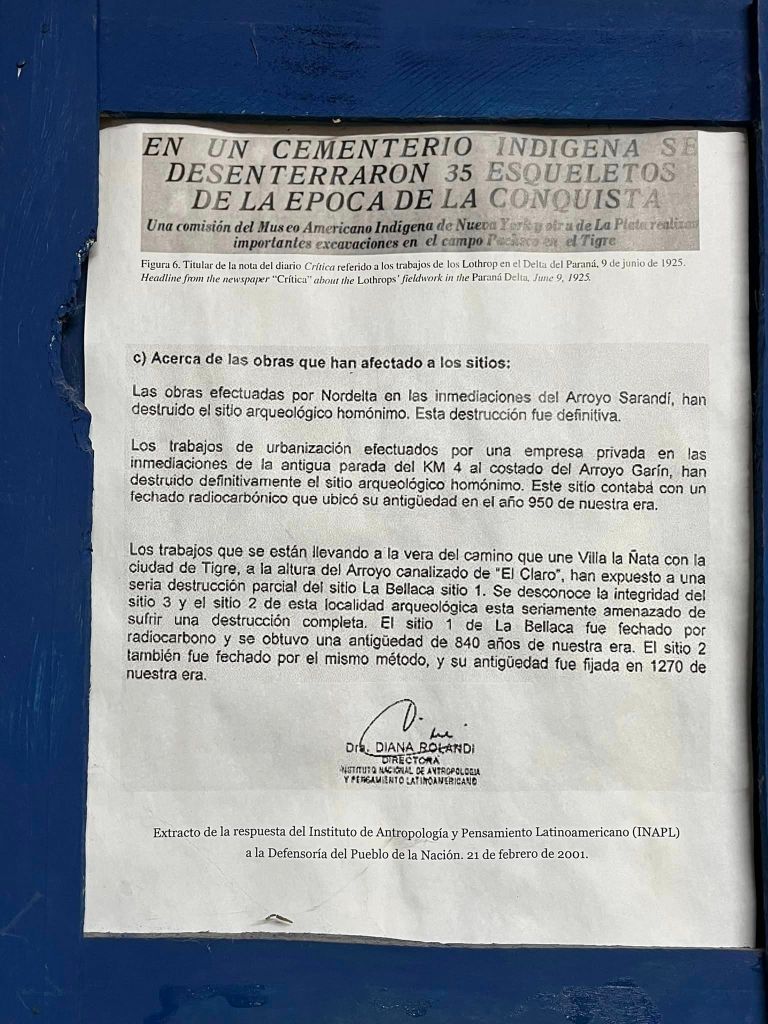 EN UN CEMENTERIO INDIGENA SE
DESENTERRARON 35 ESQUELETOS
DE LA EPOCA DE LA CONQUISTA
Una comisión del Museo Americano Indígena de Nueva York y otra de La Plata realizan
importantes excavaciones en el campo Pacheco en el Tigre
Figura 6. Titular de la nota del diario Crítica referido a los trabajos de los Lothrop en el Delta del Paraná, 9 de junio de 1925.
Headline from the newspaper “Crítica” about the Lothrops’ fieldwork in the Paraná Delta, June 9, 1925.
c) Acerca de las obras que han afectado a los sitios:
Las obras efectuadas por Nordelta en las inmediaciones del Arroyo Sarandí, han
destruido el sitio arqueológico homónimo. Esta destrucción fue definitiva.
Los trabajos de urbanización efectuados por una empresa privada en las
inmediaciones de la antigua parada del KM 4 al costado del Arroyo Garín, han
destruido definitivamente el sitio arqueológico homónimo. Este sitio contaba con un
fechado radiocarbónico que ubicó su antigüedad en el año 950 de nuestra era.
Los trabajos que se están llevando a la vera del camino que une Villa la Ñata con la
ciudad de Tigre, a la altura del Arroyo canalizado de "El Claro", han expuesto a una
seria destrucción parcial del sitio La Bellaca sitio 1. Se desconoce la integridad del
sitio 3 y el sitio 2 de esta localidad arqueológica esta seriamente amenazado de
sufrir una destrucción completa. El sitio 1 de La Bellaca fue fechado por
radiocarbono y se obtuvo una antigüedad de 840 años de nuestra era. El sitio 2
también fue fechado por el mismo método, y su antigüedad fue fijada en 1270 de
nuestra era.
Dra. DIANA ROLANDI
DIRECTORA
INSTITUTO NACIONAL DE ANTROPOLOGIA
Y PENSAMIENTO LATINOAMERICANO
Extracto de la respuesta del Instituto de Antropología y Pensamiento Latinoamericano (INAPL)
a la Defensoría del Pueblo de la Nación. 21 de febrero de 2001.